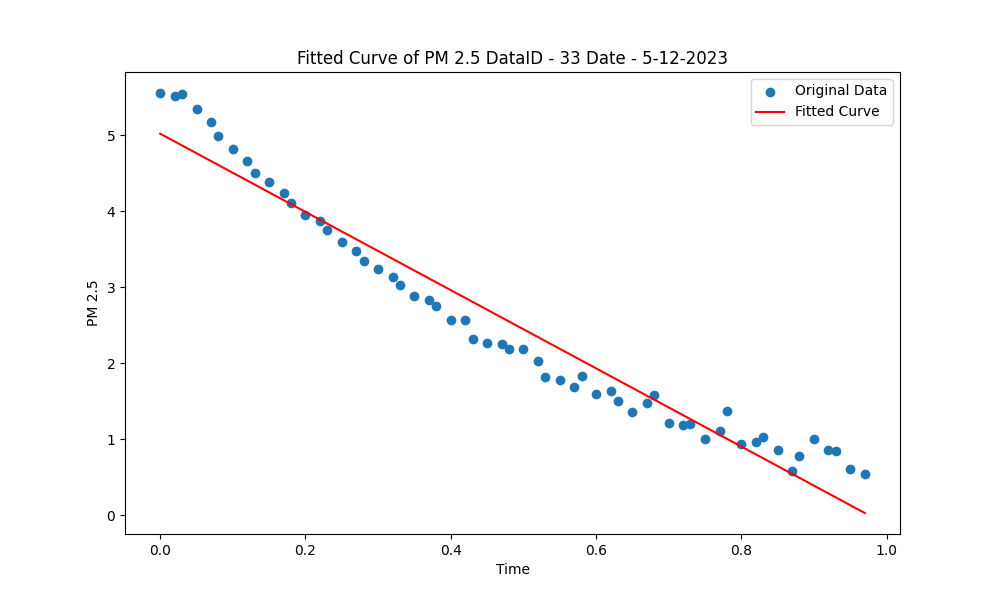 Fitted Curve of PM 2.5 DataID - 33 Date - 5-12-2023
Original Data
Fitted Curve
PM 2.5
5
4
3
2
1
0
0.0 0.2 0.4 0.6 0.8 1.0
Time